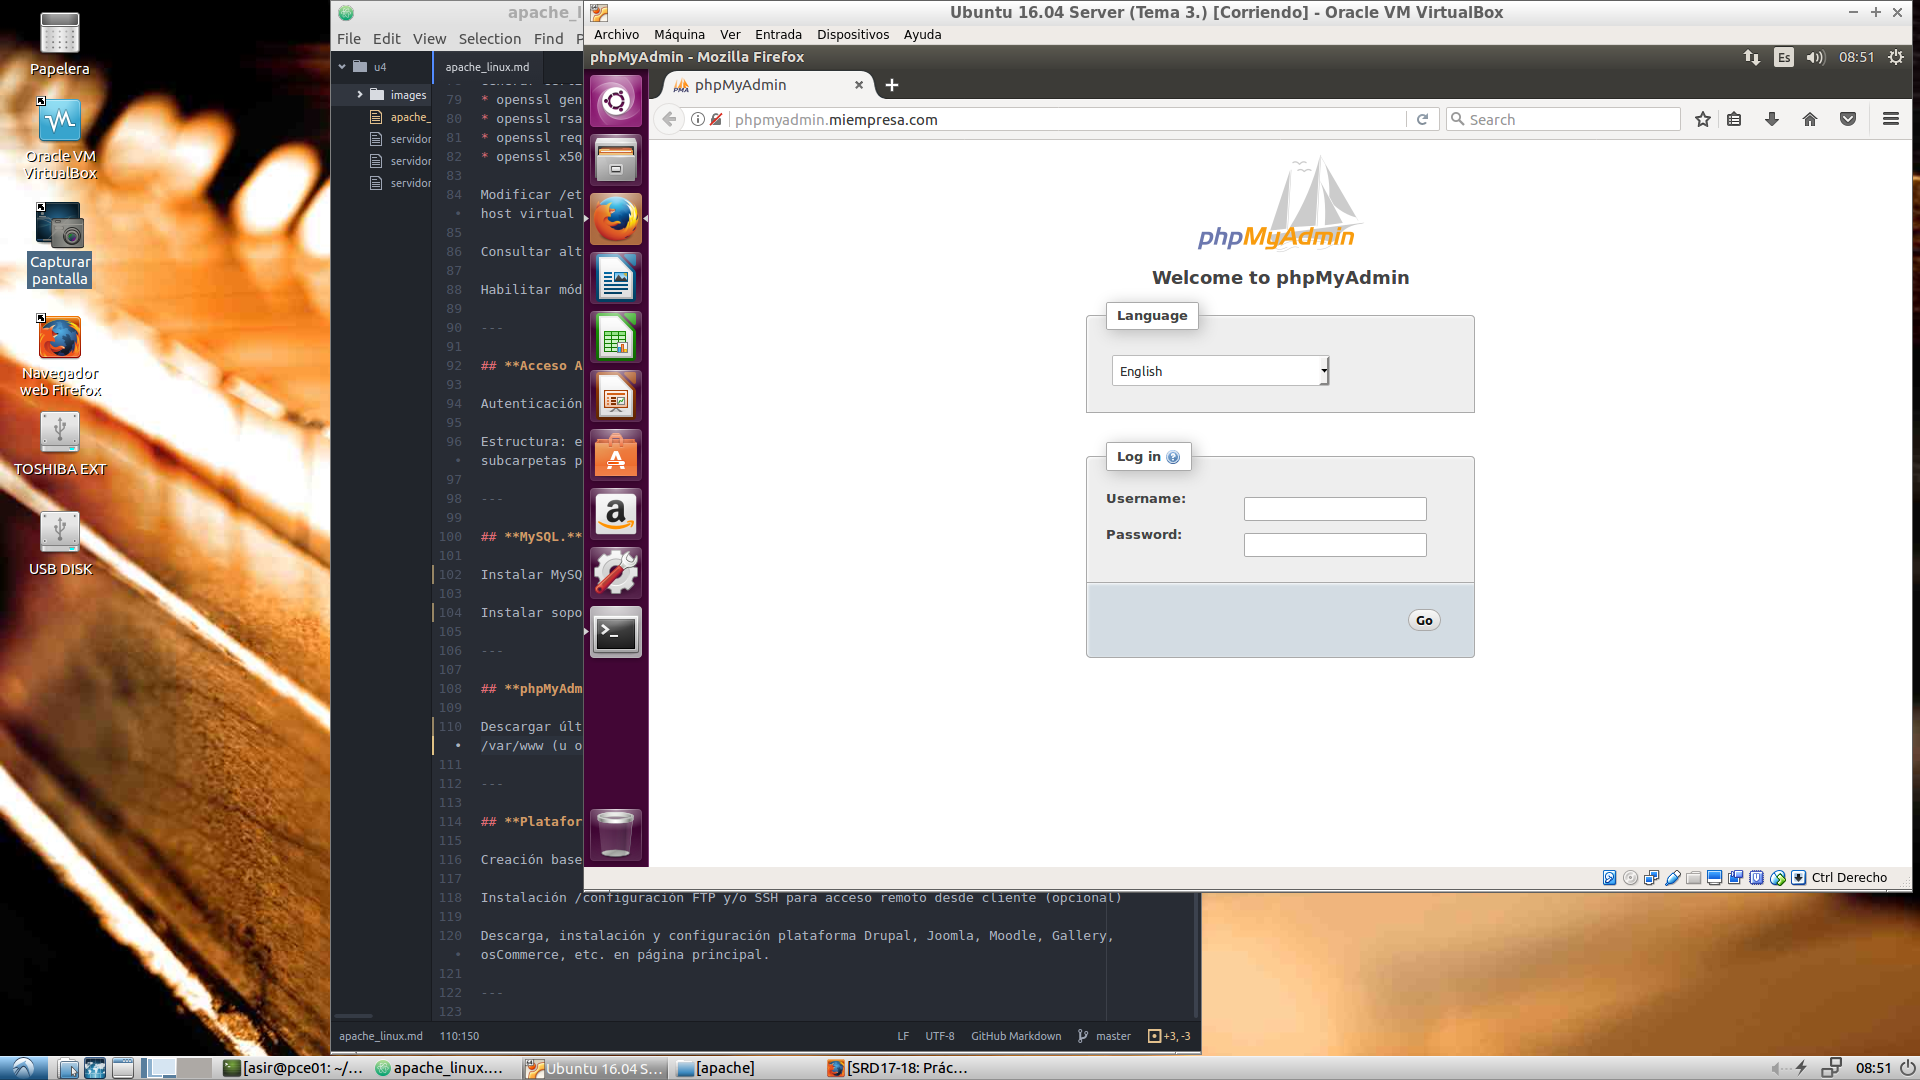 Papelera
Oracle VM
VirtualBox
Capturar
pantalla
Navegador
web Firefox
TOSHIBA EXT
USB DISK
apache_l
File Edit View Selection Find P
u4
images
apache_
servidor
servidor
servidor
apache_linux.md
79 * openssl gen
80 * openssl rsa
81 * openssl req
82 * openssl x50
83
84 Modificar /et
• host virtual
85
86 Consultar alt
87
88 Habilitar mód
89
90 ---
91
92 ## **Acceso A
93
94 Autenticación
95
96 Estructura: e
• subcarpetas p
97
98 ---
99
100 ## **MySQL.**
101
102 Instalar MySQ
103
104 Instalar sopo
105
106 ---
107
108 ## **phpMyAdm
109
110 Descargar últ
• /var/www (u o
111
112 ---
113
114 ## **Platafor
115
116 Creación base
117
118 Instalación /configuración FTP y/o SSH para acceso remoto desde cliente (opcional)
119
120 Descarga, instalación y configuración plataforma Drupal, Joomla, Moodle, Gallery,
• osCommerce, etc. en página principal.
121
122 ---
123
apache_linux.md 110:150 LF UTF-8 GitHub Markdown master +3, -3
Ubuntu 16.04 Server (Tema 3.) [Corriendo] - Oracle VM VirtualBox
Archivo Máquina Ver Entrada Dispositivos Ayuda
phpMyAdmin - Mozilla Firefox Es 08:51
phpMyAdmin
phpmyadmin.miempresa.com Search
phpMyAdmin
Welcome to phpMyAdmin
Language
English
Log in
Username:
Password:
Go
Ctrl Derecho
[asir@pce01: ~/... apache_linux.... Ubuntu 16.04 S... [apache] [SRD17-18: Prác... 08:51